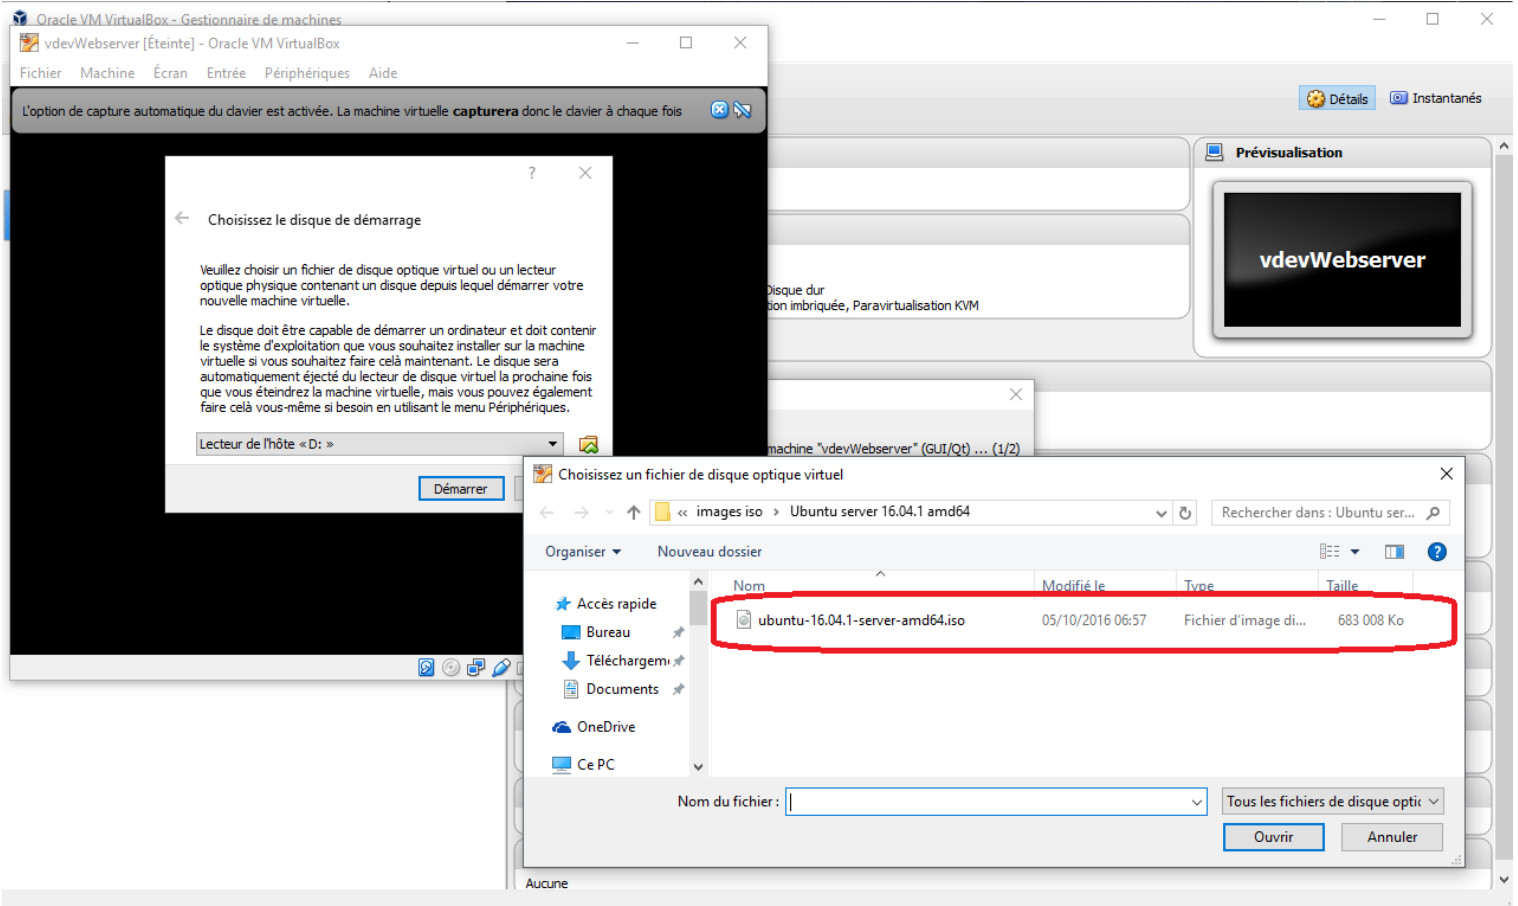 Oracle VM VirtualBox - Gestionnaire de machines
vdevWebserver [Éteinte] - Oracle VM VirtualBox
Fichier Machine Écran Entrée Périphériques Aide
L'option de capture automatique du clavier est activée. La machine virtuelle capturera donc le clavier à chaque fois
Détails Instantanés
Prévisualisation
vdevWebserver
?
Choisissez le disque de démarrage
Veuillez choisir un fichier de disque optique virtuel ou un lecteur
optique physique contenant un disque depuis lequel démarrer votre
nouvelle machine virtuelle.
Le disque doit être capable de démarrer un ordinateur et doit contenir
le système d'exploitation que vous souhaitez installer sur la machine
virtuelle si vous souhaitez faire celà maintenant. Le disque sera
automatiquement éjecté du lecteur de disque virtuel la prochaine fois
que vous éteindrez la machine virtuelle, mais vous pouvez également
faire celà vous-même si besoin en utilisant le menu Périphériques.
Lecteur de l'hôte « D: »
Démarrer
Disque dur
tion imbriquée, Paravirtualisation KVM
machine "vdevWebserver" (GUI/Qt) ... (1/2)
Choisissez un fichier de disque optique virtuel
« images iso › Ubuntu server 16.04.1 amd64
Rechercher dans : Ubuntu ser...
Organiser Nouveau dossier
?
Nom Modifié le Type Taille
Accès rapide
Bureau
Téléchargem
Documents
OneDrive
Ce PC
ubuntu-16.04.1-server-amd64.iso 05/10/2016 06:57 Fichier d'image di... 683 008 Ko
Nom du fichier :
Tous les fichiers de disque optic
Ouvrir Annuler
Aucune